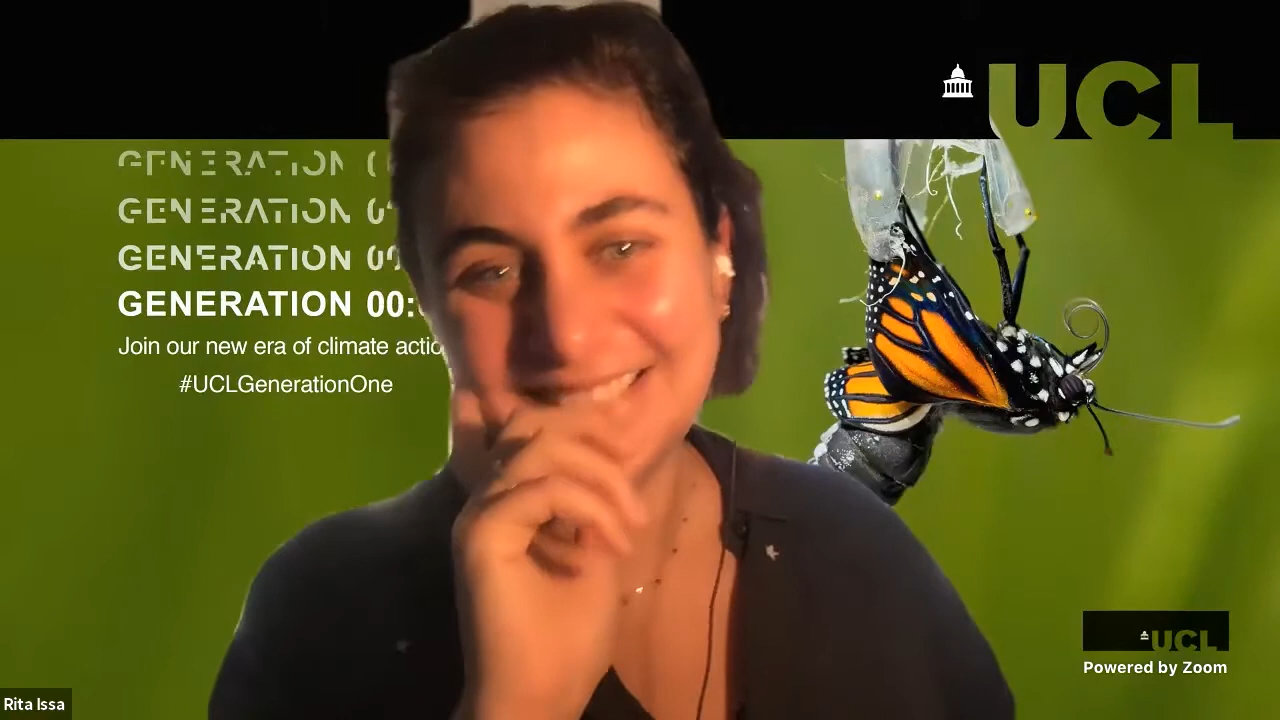 UCL
GENERATION
GENERATION
GENERATION
GENERATION 00:
Join our new era of climate actio
#UCLGenerationOne
UCL
Powered by Zoom
Rita Issa